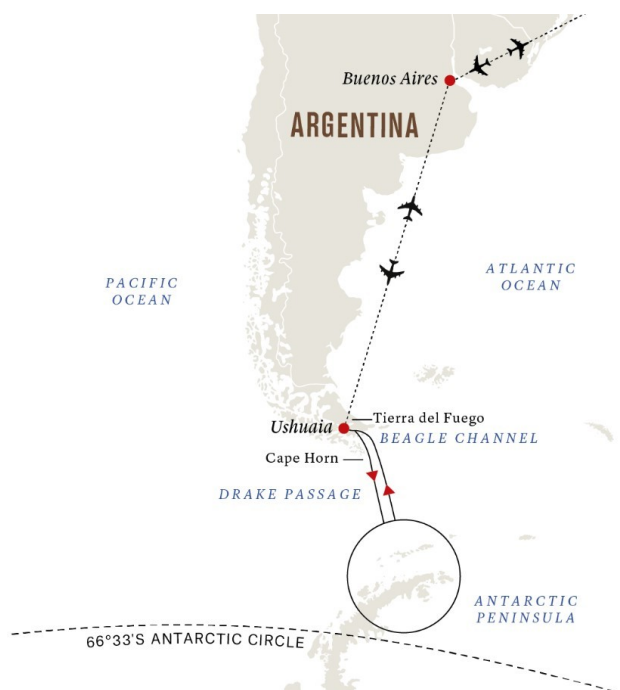 Buenos Aires
ARGENTINA
PACIFIC
OCEAN
ATLANTIC
OCEAN
Tierra del Fuego
Ushuaia
BEAGLE CHANNEL
Cape Horn
DRAKE PASSAGE
ANTARCTIC
PENINSULA
66°33'S ANTARCTIC CIRCLE